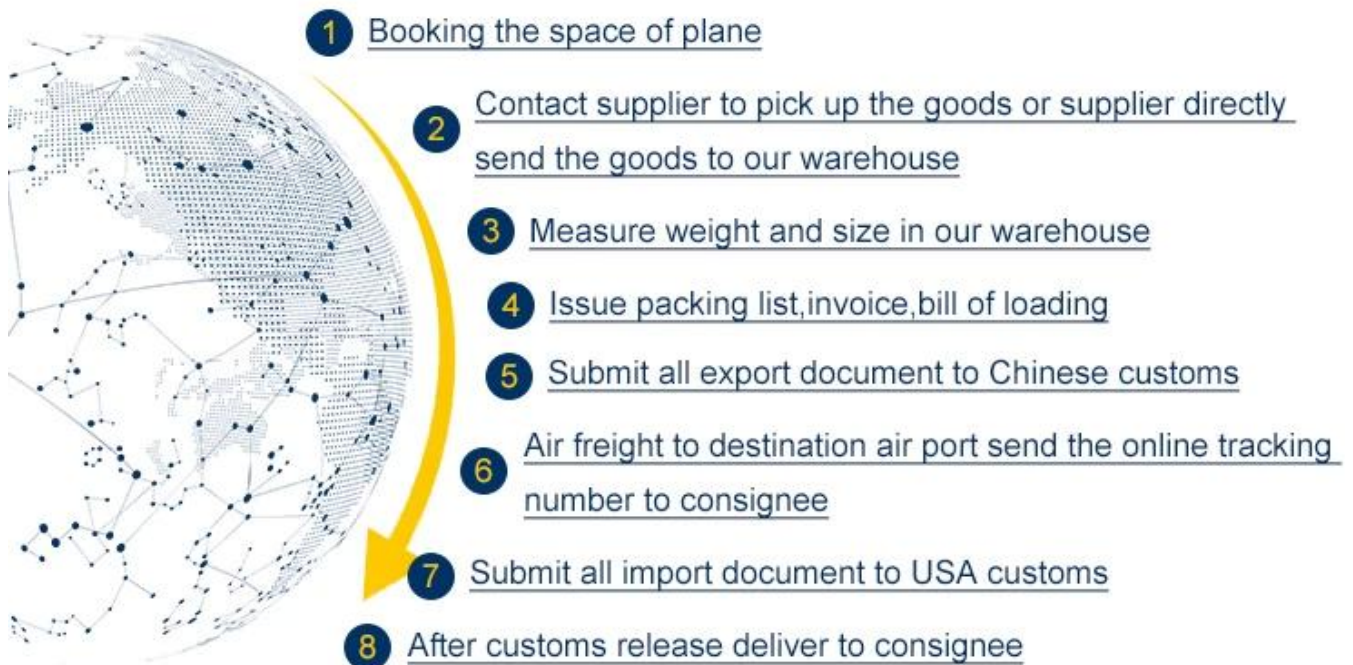 1 Booking the space of plane
2 Contact supplier to pick up the goods or supplier directly
send the goods to our warehouse
3 Measure weight and size in our warehouse
4 Issue packing list,invoice,bill of loading
5 Submit all export document to Chinese customs
6 Air freight to destination air port send the online tracking
number to consignee
7 Submit all import document to USA customs
8 After customs release deliver to consignee